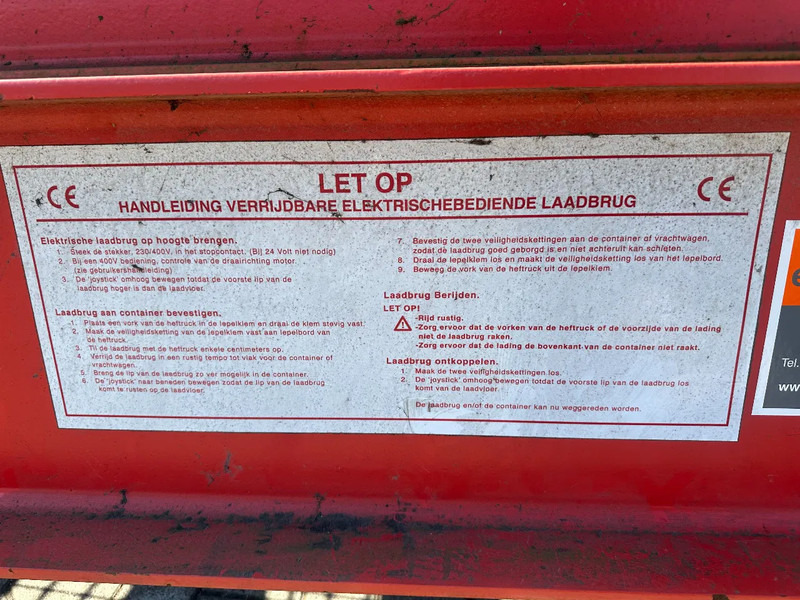 LET OP
CE
CE
HANDLEIDING VERRIJDBARE ELEKTRISCHEBEDIENDE LAADBRUG
Elektrische laadbrug op hoogte brengen.
1. Steek de stekker, 230/400V, in het stopcontact. (Bij 24 Volt niet nodig)
2. Bij een 400V bediening, controle van de draairichting motor.
(zie gebruikershandleiding)
3. De 'joystick' omhoog bewegen totdat de voorste lip van de
laadbrug hoger is dan de laadvloer.
Laadbrug aan container bevestigen.
1. Plaats een vork van de heftruck in de lepelklem en draai de klem stevig vast.
2. Maak de veiligheidsketting van de lepelklem vast aan lepelbord van
de heftruck.
3. Til de laadbrug met de heftruck enkele centimeters op.
4. Verrijd de laadbrug in een rustig tempo tot vlak voor de container of
vrachtwagen.
5. Breng de lip van de laadbrug zo ver mogelijk in de container.
6. De 'joystick' naar beneden bewegen zodat de lip van de laadbrug
komt te rusten op de laadvloer.
7. Bevestig de twee veiligheidskettingen aan de container of vrachtwagen,
zodat de laadbrug goed geborgd is en niet achteruit kan schieten.
8. Draai de lepelklem los en maakt de veiligheidsketting los van het lepelbord.
9. Beweeg de vork van de heftruck uit de lepelklem.
Laadbrug Berijden.
LET OP!
-Rijd rustig.
-Zorg ervoor dat de vorken van de heftruck of de voorzijde van de lading
niet de laadbrug raken.
-Zorg ervoor dat de lading de bovenkant van de container niet raakt.
Laadbrug ontkoppelen.
1. Maak de twee veiligheidskettingen los.
2. De 'joystick' omhoog bewegen totdat de voorste lip van de laadbrug los
komt van de laadvloer.
De laadbrug en/of de container kan nu weggereden worden.
Tel.
www